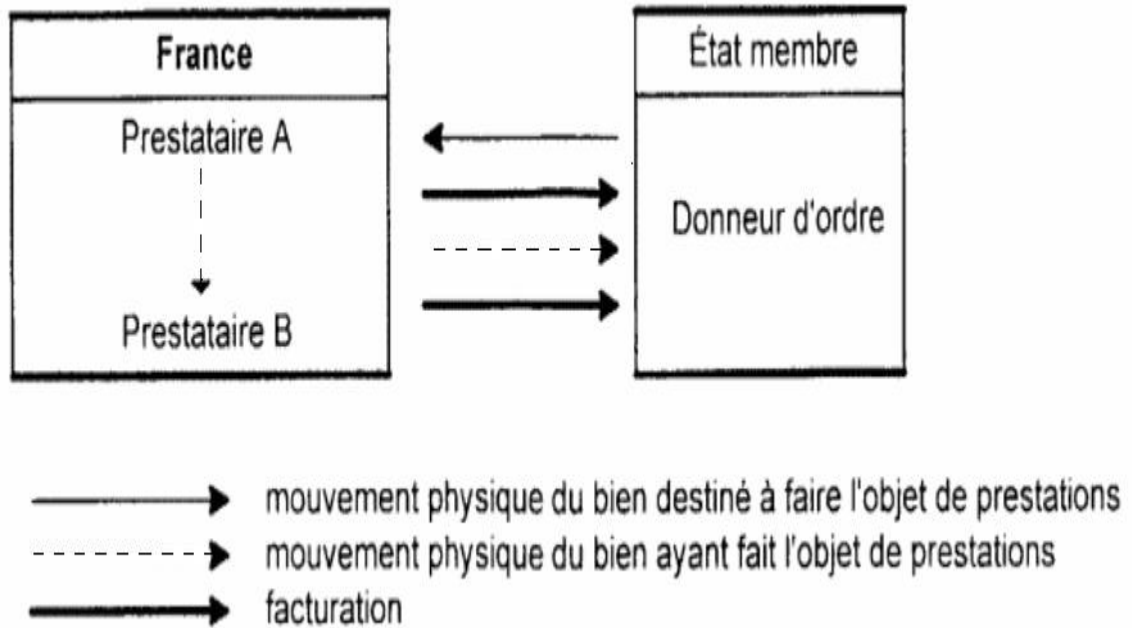 France
État membre
Prestataire A
Donneur d'ordre
Prestataire B
mouvement physique du bien destiné à faire l'objet de prestations
mouvement physique du bien ayant fait l'objet de prestations
facturation